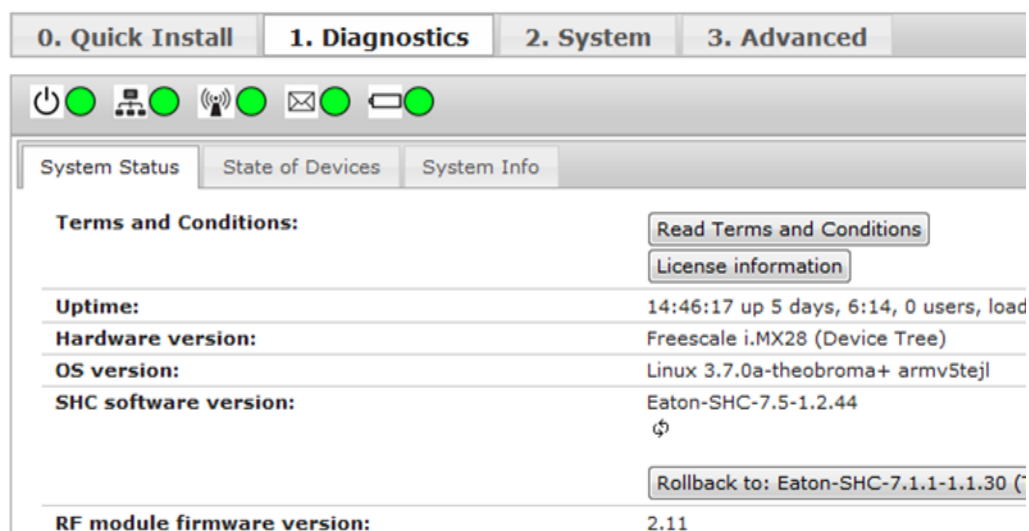 0. Quick Install 1. Diagnostics 2. System 3. Advanced
System Status State of Devices System Info
Terms and Conditions: Read Terms and Conditions
License information
Uptime: 14:46:17 up 5 days, 6:14, 0 users, load
Hardware version: Freescale i.MX28 (Device Tree)
OS version: Linux 3.7.0a-theobroma+ armv5tejl
SHC software version: Eaton-SHC-7.5-1.2.44
Rollback to: Eaton-SHC-7.1.1-1.1.30 (T
RF module firmware version: 2.11